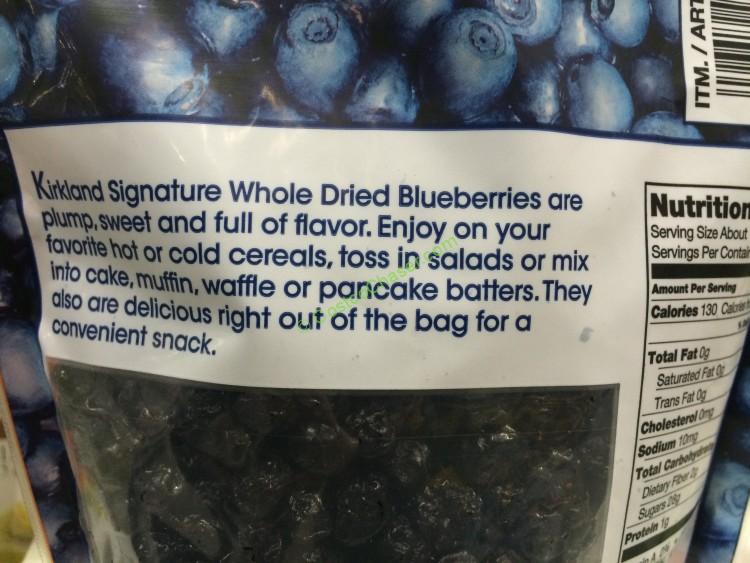 ITM. / ART
Kirkland Signature Whole Dried Blueberries are
plump, sweet and full of flavor. Enjoy on your
favorite hot or cold cereals, toss in salads or mix
into cake, muffin, waffle or pancake batters. They
also are delicious right out of the bag for a
convenient snack.
Nutrition
Serving Size About
Servings Per Contain
Amount Per Serving
Calories 130 Calories
Total Fat 0g
Saturated Fat 0g
Trans Fat 0g
Cholesterol 0mg
Sodium 10mg
Total Carbohydrate
Dietary Fiber 2g
Sugars 26g
Protein 1g